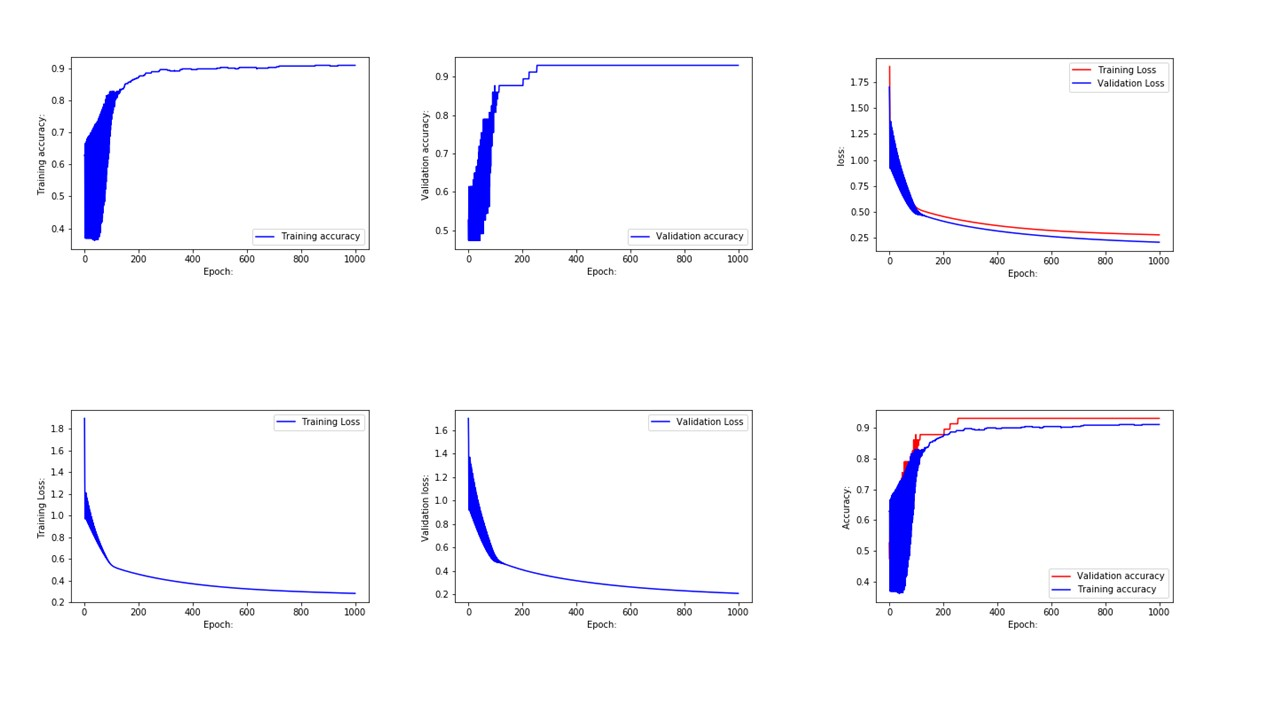 0.9
0.8
0.7
0.6
0.5
0.4
Training accuracy:
Training accuracy
0 200 400 600 800 1000
Epoch:
0.9
0.8
0.7
0.6
0.5
Validation accuracy:
Validation accuracy
0 200 400 600 800 1000
Epoch:
1.75
1.50
1.25
1.00
0.75
0.50
0.25
loss:
Training Loss
Validation Loss
0 200 400 600 800 1000
Epoch:
1.8
1.6
1.4
1.2
1.0
0.8
0.6
0.4
0.2
Training Loss:
Training Loss
0 200 400 600 800 1000
Epoch:
1.6
1.4
1.2
1.0
0.8
0.6
0.4
0.2
Validation loss:
Validation Loss
0 200 400 600 800 1000
Epoch:
0.9
0.8
0.7
0.6
0.5
0.4
Accuracy:
Validation accuracy
Training accuracy
0 200 400 600 800 1000
Epoch: